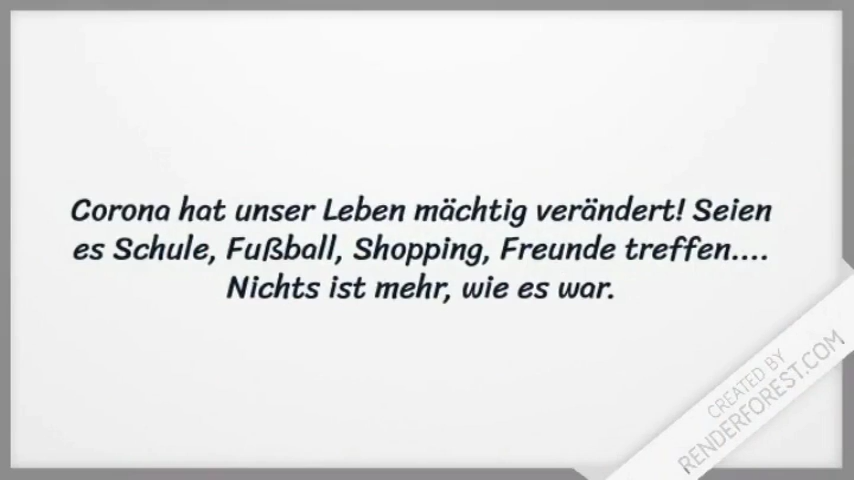 Corona hat unser Leben mächtig verändert! Seien
es Schule, Fußball, Shopping, Freunde treffen....
Nichts ist mehr, wie es war.
CREATED BY
RENDERFOREST.COM